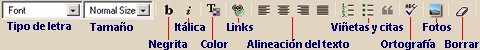 Font Normal Size b i T
Itálica Links Viñetas y citas Fotos
Tipo de letra Tamaño
Negrita Color Alineación del texto Ortografía Borrar